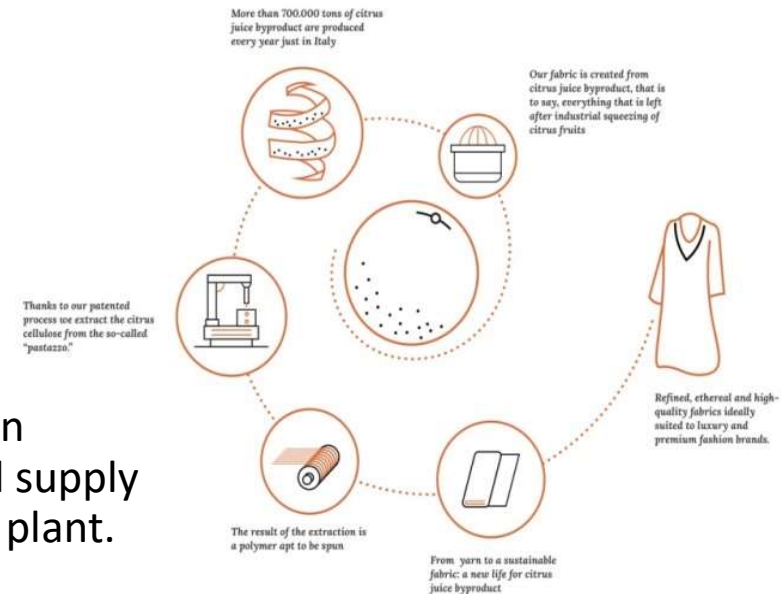 More than 700.000 tons of citrus
juice byproduct are produced
every year just in Italy
Our fabric is created from
citrus juice byproduct, that is
to say, everything that is left
after industrial squeezing of
citrus fruits
Thanks to our patented
process we extract the citrus
cellulose from the so-called
"pastazzo."
The result of the extraction is
a polymer apt to be spun
From yarn to a sustainable
fabric: a new life for citrus
juice byproduct
Refined, ethereal and high-
quality fabrics ideally
suited to luxury and
premium fashion brands.
n
l supply
plant.